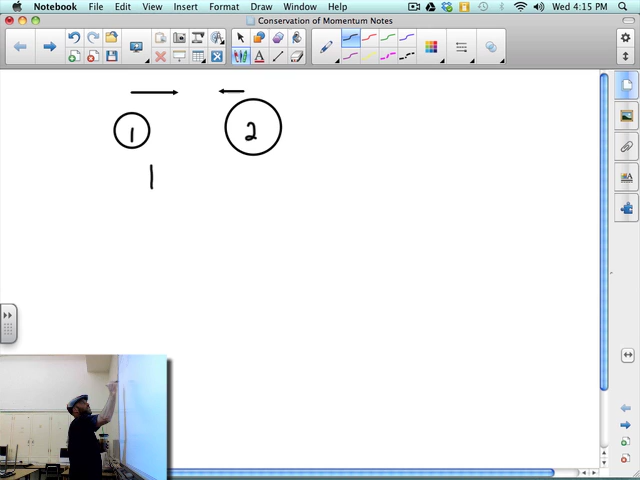 Notebook File Edit View Insert Format Draw Window Help Wed 4:15 PM
Conservation of Momentum Notes
1 2